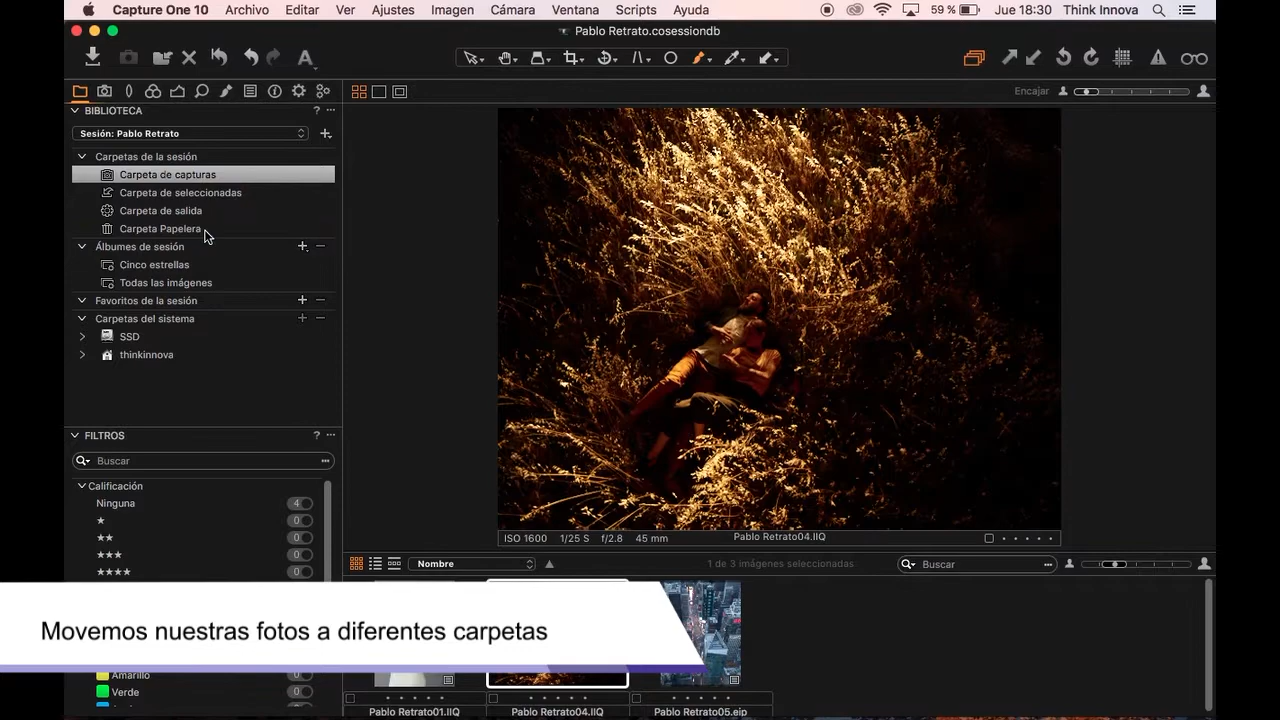 Capture One 10 Archivo Editar Ver Ajustes Imagen Cámara Ventana Scripts Ayuda 59 % Jue 18:30 Think Innova
Pablo Retrato.cosessiondb
BIBLIOTECA ? ...
Encajar
Sesión: Pablo Retrato
Carpetas de la sesión
Carpeta de capturas
Carpeta de seleccionadas
Carpeta de salida
Carpeta Papelera
Álbumes de sesión
Cinco estrellas
Todas las imágenes
Favoritos de la sesión
Carpetas del sistema
SSD
thinkinnova
FILTROS ? ...
Buscar
Calificación
Ninguna 4
★ 0
★★ 0
★★★ 0
★★★★ 0
Amarillo 0
Verde 0
ISO 1600 1/25 S f/2.8 45 mm Pablo Retrato04.IIQ
Nombre 1 de 3 imágenes seleccionadas Buscar
Movemos nuestras fotos a diferentes carpetas
Pablo Retrato01.IIQ Pablo Retrato04.IIQ Pablo Retrato05.eip